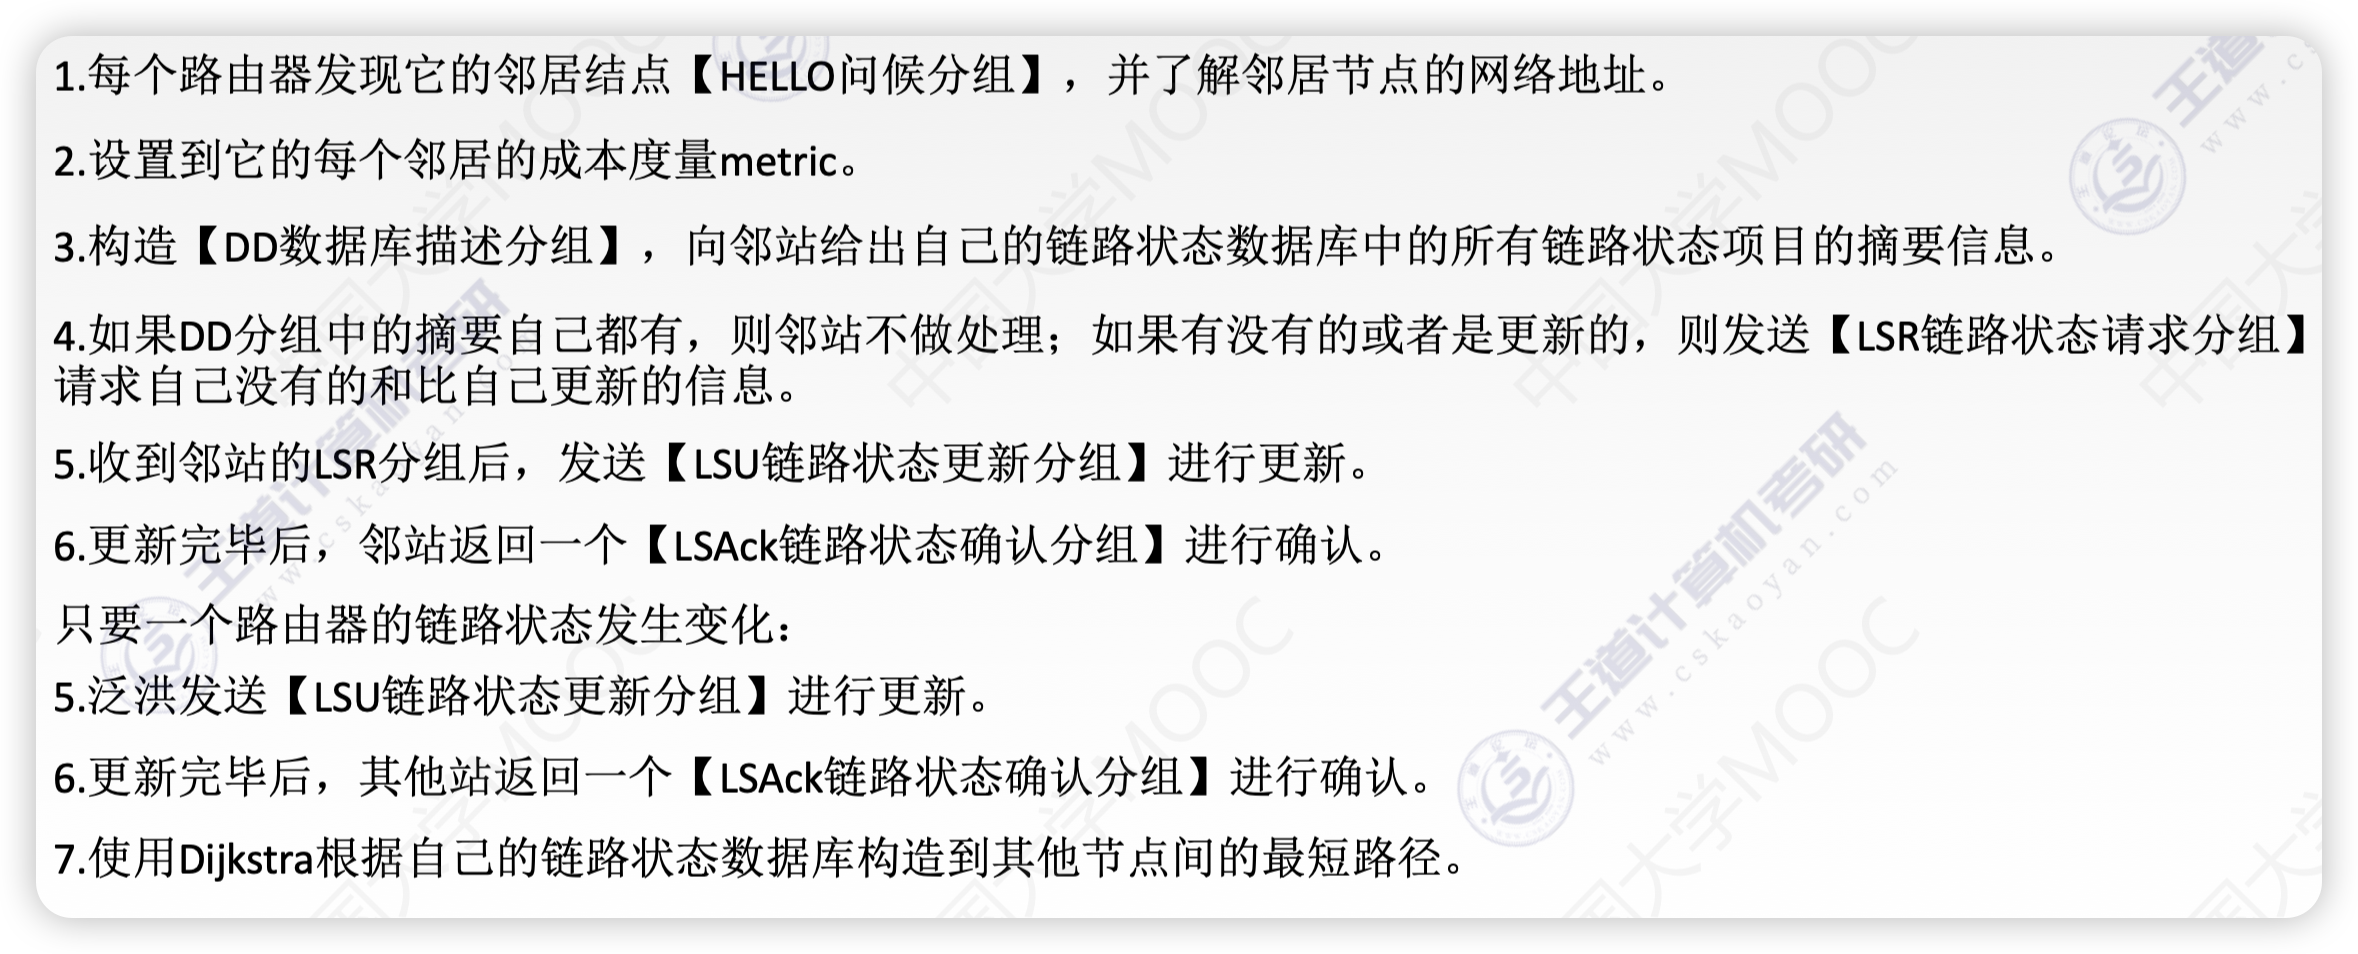 1.每个路由器发现它的邻居结点【HELLO问候分组】，并了解邻居节点的网络地址。
2.设置到它的每个邻居的成本度量metric。
3.构造【DD数据库描述分组】，向邻站给出自己的链路状态数据库中的所有链路状态项目的摘要信息。
4.如果DD分组中的摘要自己都有，则邻站不做处理；如果有没有的或者是更新的，则发送【LSR链路状态请求分组】
请求自己没有的和比自己更新的信息。
5.收到邻站的LSR分组后，发送【LSU链路状态更新分组】进行更新。
6.更新完毕后，邻站返回一个【LSAck链路状态确认分组】进行确认。
只要一个路由器的链路状态发生变化：
5.泛洪发送【LSU链路状态更新分组】进行更新。
6.更新完毕后，其他站返回一个【LSAck链路状态确认分组】进行确认。
7.使用Dijkstra根据自己的链路状态数据库构造到其他节点间的最短路径。
中国大学MOOC
王道计算机考研
www.cskaoyan.com